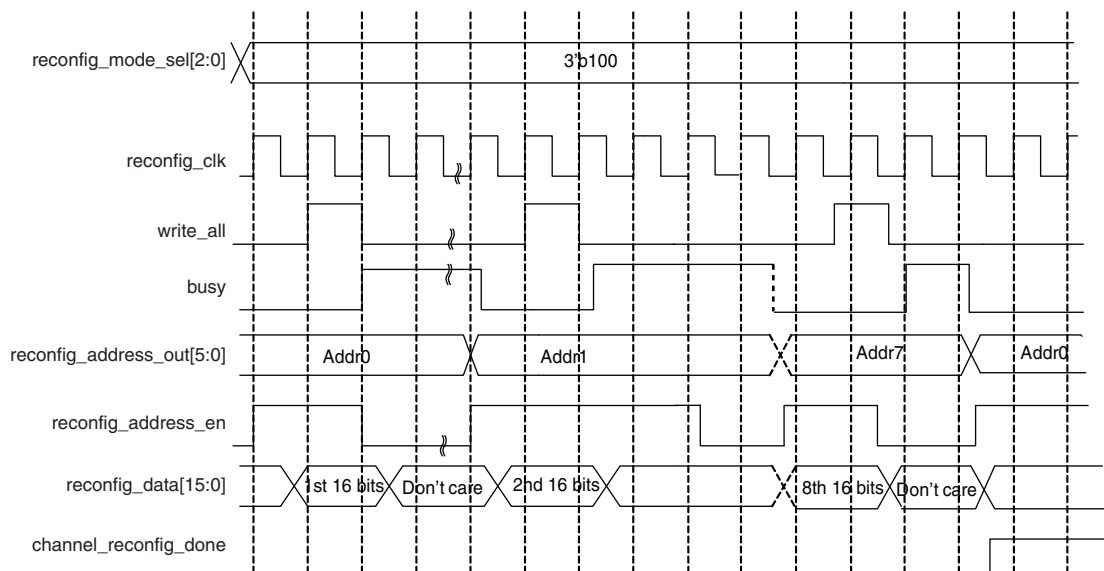 reconfig_mode_sel[2:0]
3'b100
reconfig_clk
write_all
busy
reconfig_address_out[5:0]
Addr0
Addr1
Addr7
Addr0
reconfig_address_en
reconfig_data[15:0]
1st 16 bits
Don't care
2nd 16 bits
8th 16 bits
Don't care
channel_reconfig_done